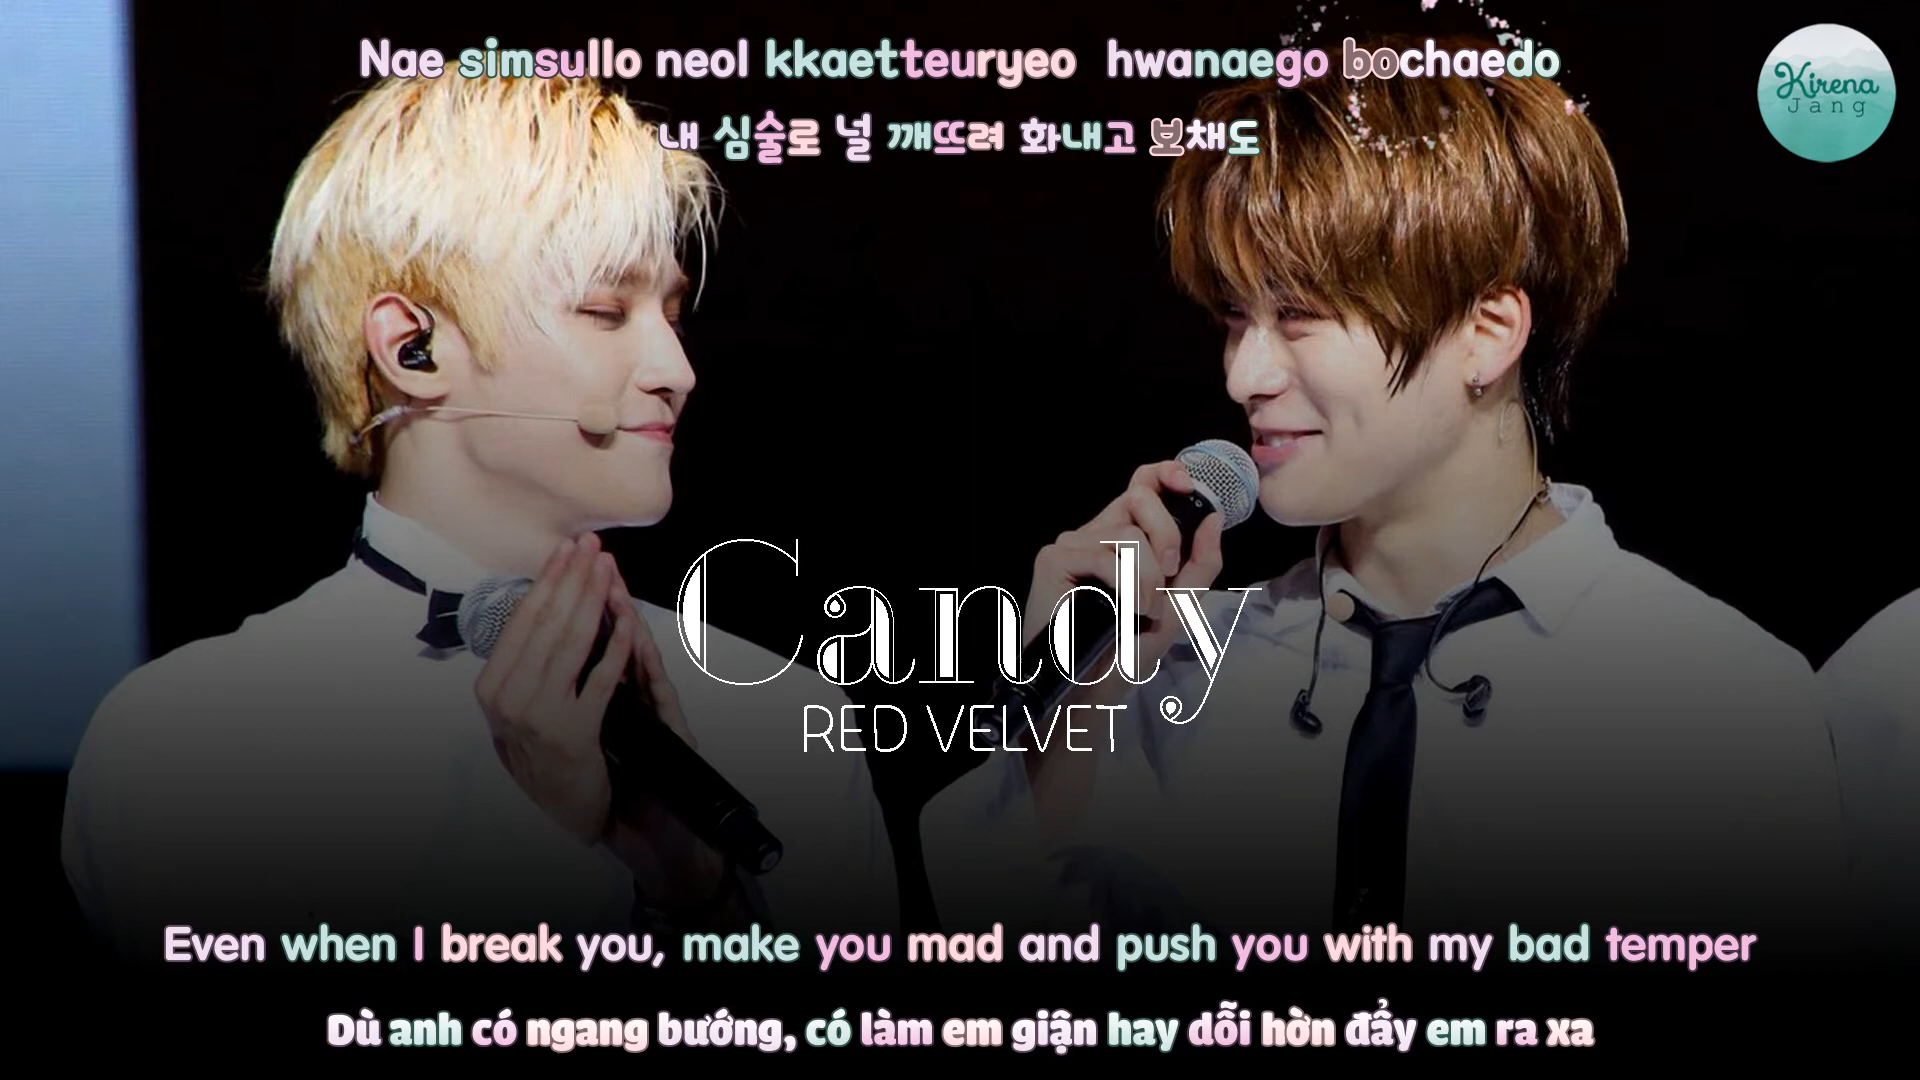 Nae simsullo neol kkaetteuryeo hwanaego bochaedo
내 심술로 널 깨뜨려 화내고 보채도
Kirena
Jang
Candy
RED VELVET
Even when I break you, make you mad and push you with my bad temper
Dù anh có ngang bướng, có làm em giận hay dỗi hờn đẩy em ra xa